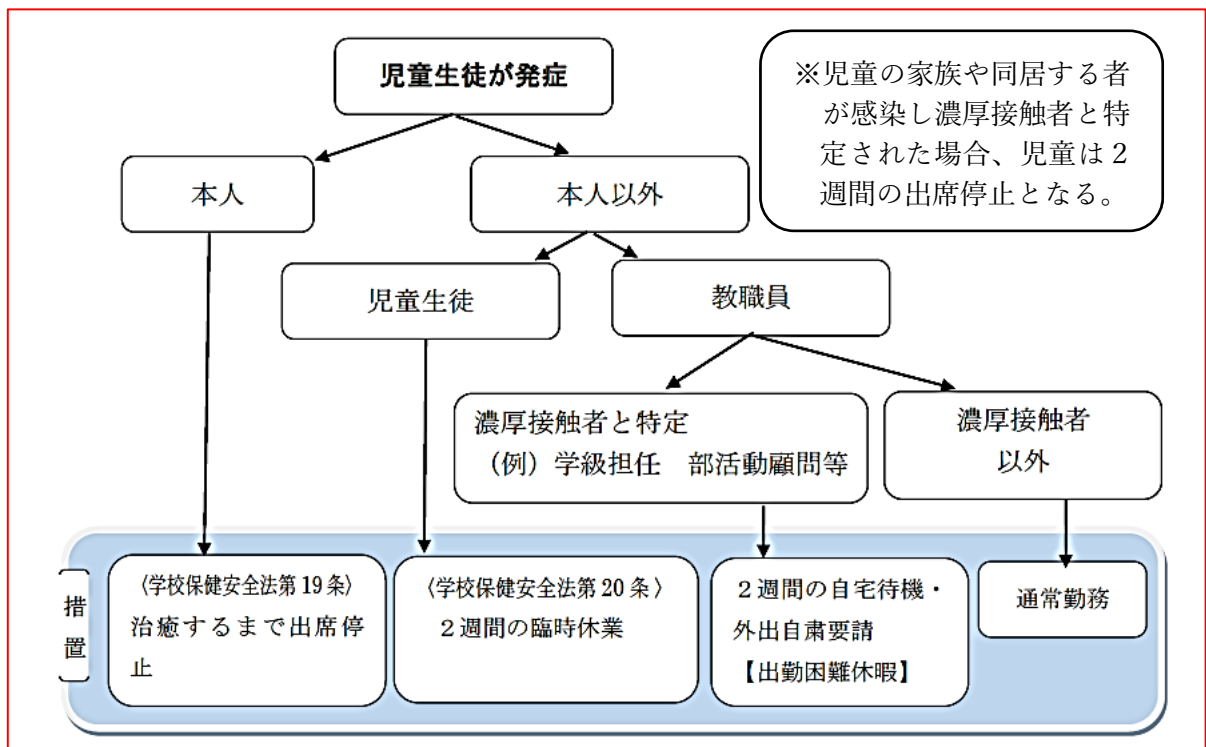 児童生徒が発症
※児童の家族や同居する者
が感染し濃厚接触者と特
定された場合、児童は２
週間の出席停止となる。
本人
本人以外
児童生徒
教職員
濃厚接触者と特定
（例）学級担任　部活動顧問等
濃厚接触者
以外
措置
〈学校保健安全法第19条〉
治癒するまで出席停
止
〈学校保健安全法第20条〉
２週間の臨時休業
２週間の自宅待機・
外出自粛要請
【出勤困難休暇】
通常勤務